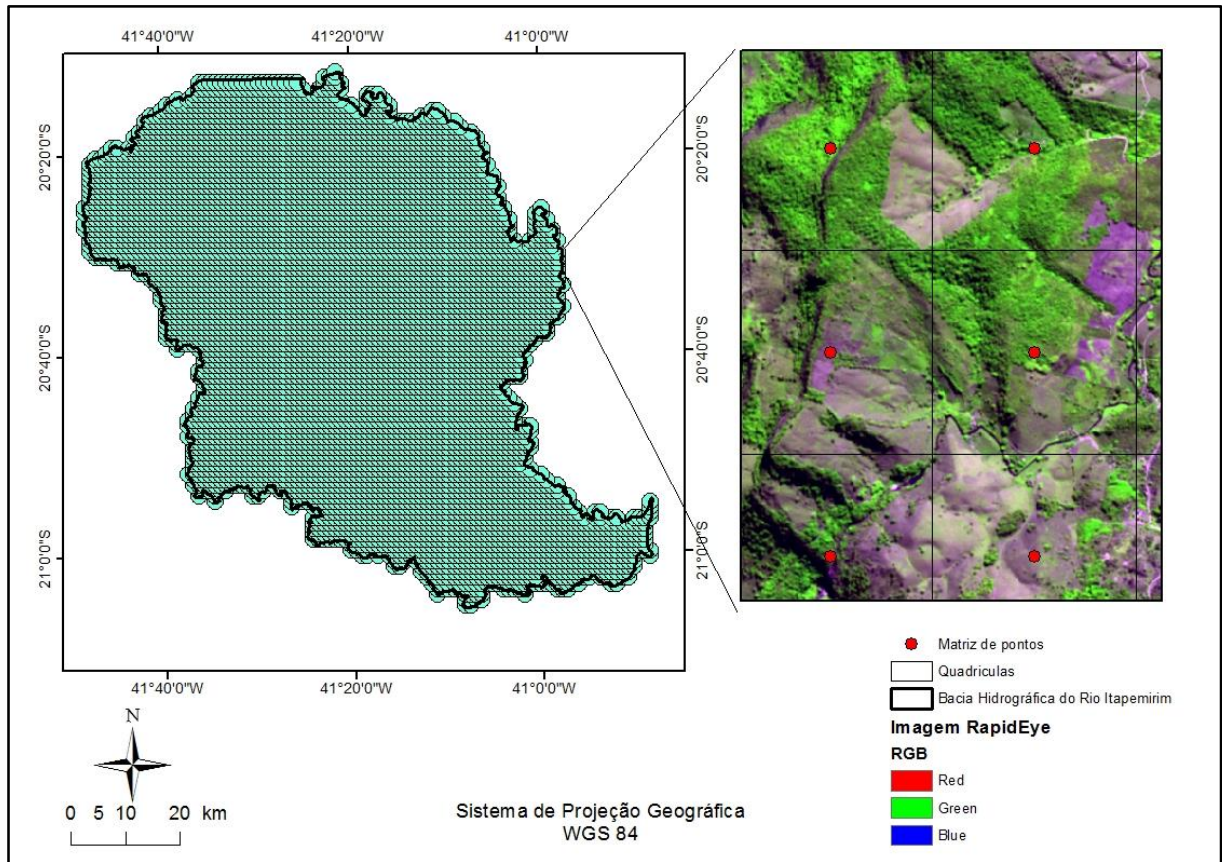 41°40'0"W 41°20'0"W 41°0'0"W
20°20'0"S
20°40'0"S
21°0'0"S
20°20'0"S
20°40'0"S
21°0'0"S
41°40'0"W 41°20'0"W 41°0'0"W
Matriz de pontos
Quadriculas
Bacia Hidrográfica do Rio Itapemirim
Imagem RapidEye
RGB
Red
Green
Blue
N
0 5 10 20 km
Sistema de Projeção Geográfica
WGS 84